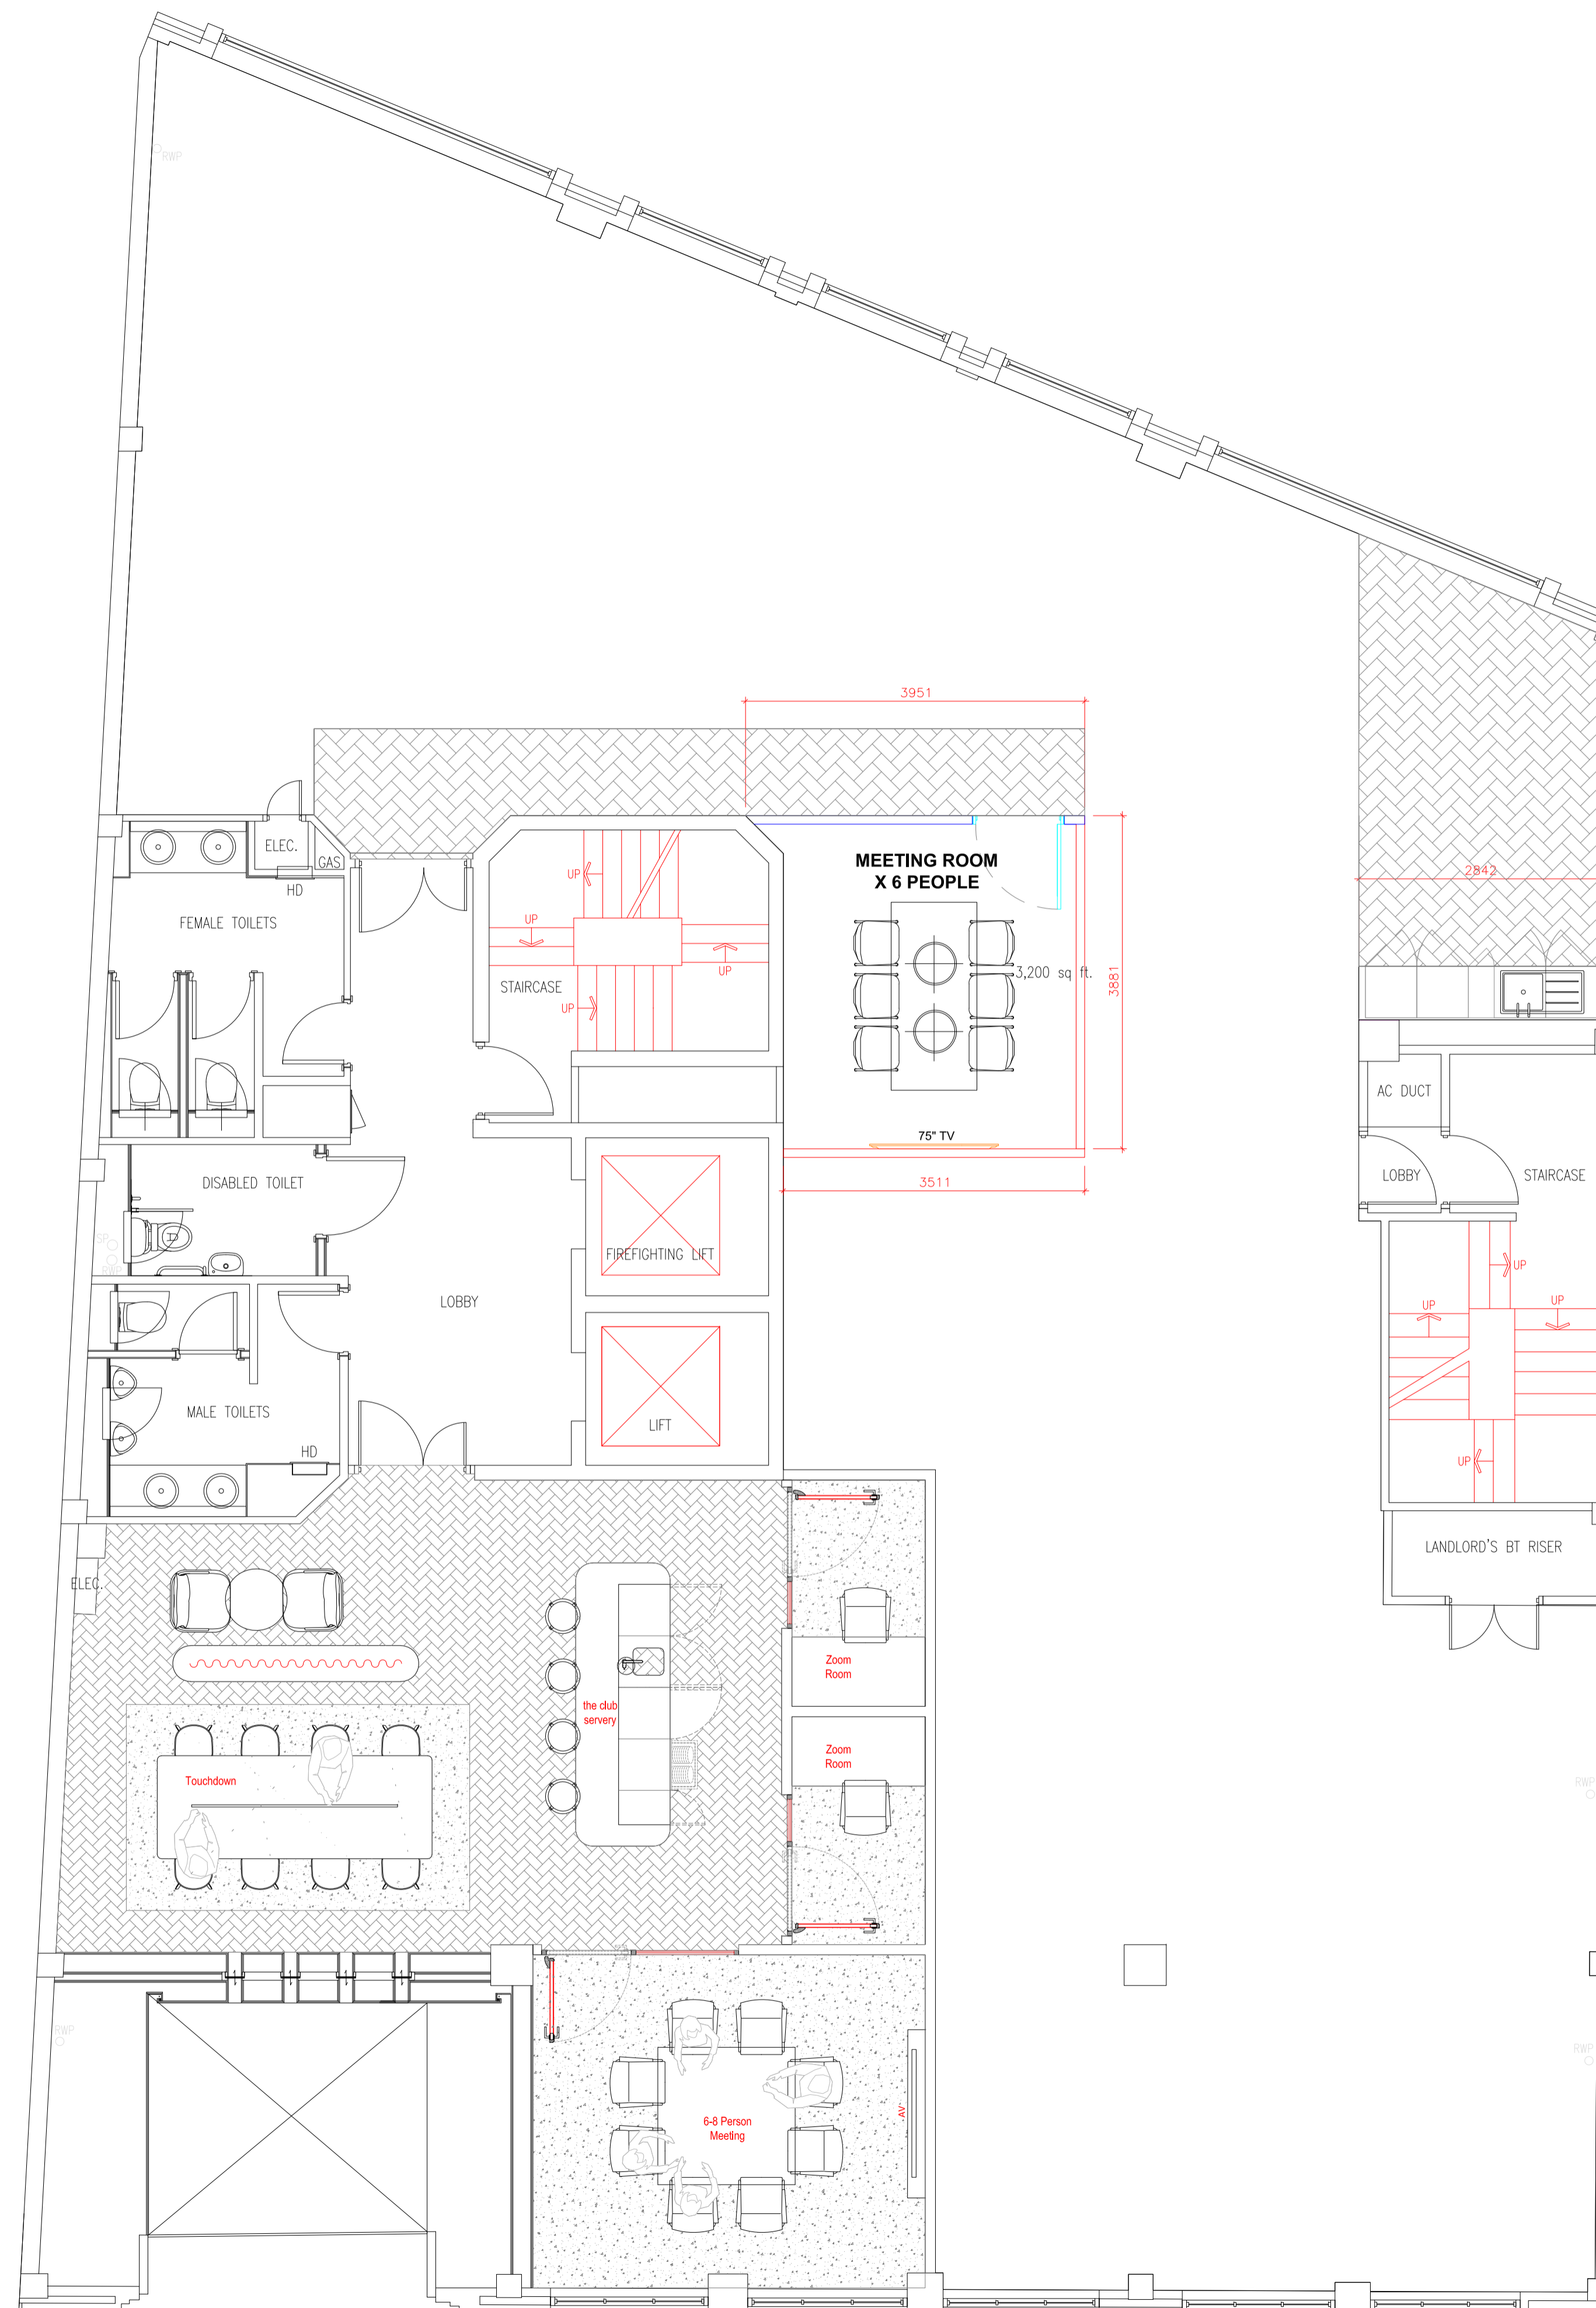 RWP
3951
MEETING ROOM
X 6 PEOPLE
ELEC.
GAS
HD
UP
2842
FEMALE TOILETS
UP
UP
3,200 sq ft.
3881
STAIRCASE
UP
AC DUCT
75" TV
DISABLED TOILET
LOBBY
STAIRCASE
3511
SP
RWP
FIREFIGHTING LIFT
UP
LOBBY
UP
UP
MALE TOILETS
LIFT
HD
UP
LANDLORD'S BT RISER
ELEC.
Zoom
Room
the club
servery
Zoom
Room
Touchdown
RWP
RWP
RWP
AV
6-8 Person
Meeting